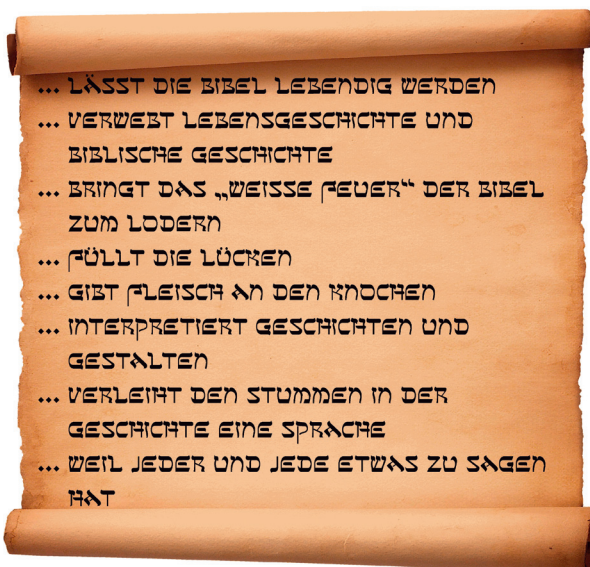 ... LÄSST DIE BIBEL LEBENDIG WERDEN
... VERWEBT LEBENSGESCHICHTE UND
BIBLISCHE GESCHICHTE
... BRINGT DAS „WEISSE FEUER“ DER BIBEL
ZUM LODERN
... FÜLLT DIE LÜCKEN
... GIBT FLEISCH AN DEN KNOCHEN
... INTERPRETIERT GESCHICHTEN UND
GESTALTEN
... VERLEIHT DEN STUMMEN IN DER
GESCHICHTE EINE SPRACHE
... WEIL JEDER UND JEDE ETWAS ZU SAGEN
HAT